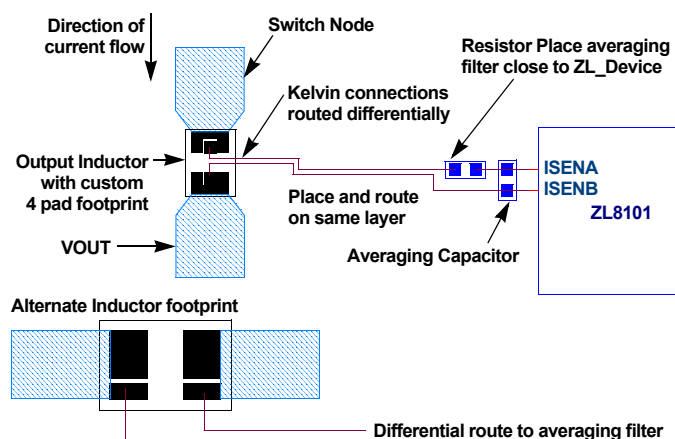 Direction of
current flow
Switch Node
Resistor Place averaging
filter close to ZL_Device
Kelvin connections
routed differentially
Output Inductor
with custom
4 pad footprint
ISENA
ISENB
ZL8101
Place and route
on same layer
VOUT
Averaging Capacitor
Alternate Inductor footprint
Differential route to averaging filter